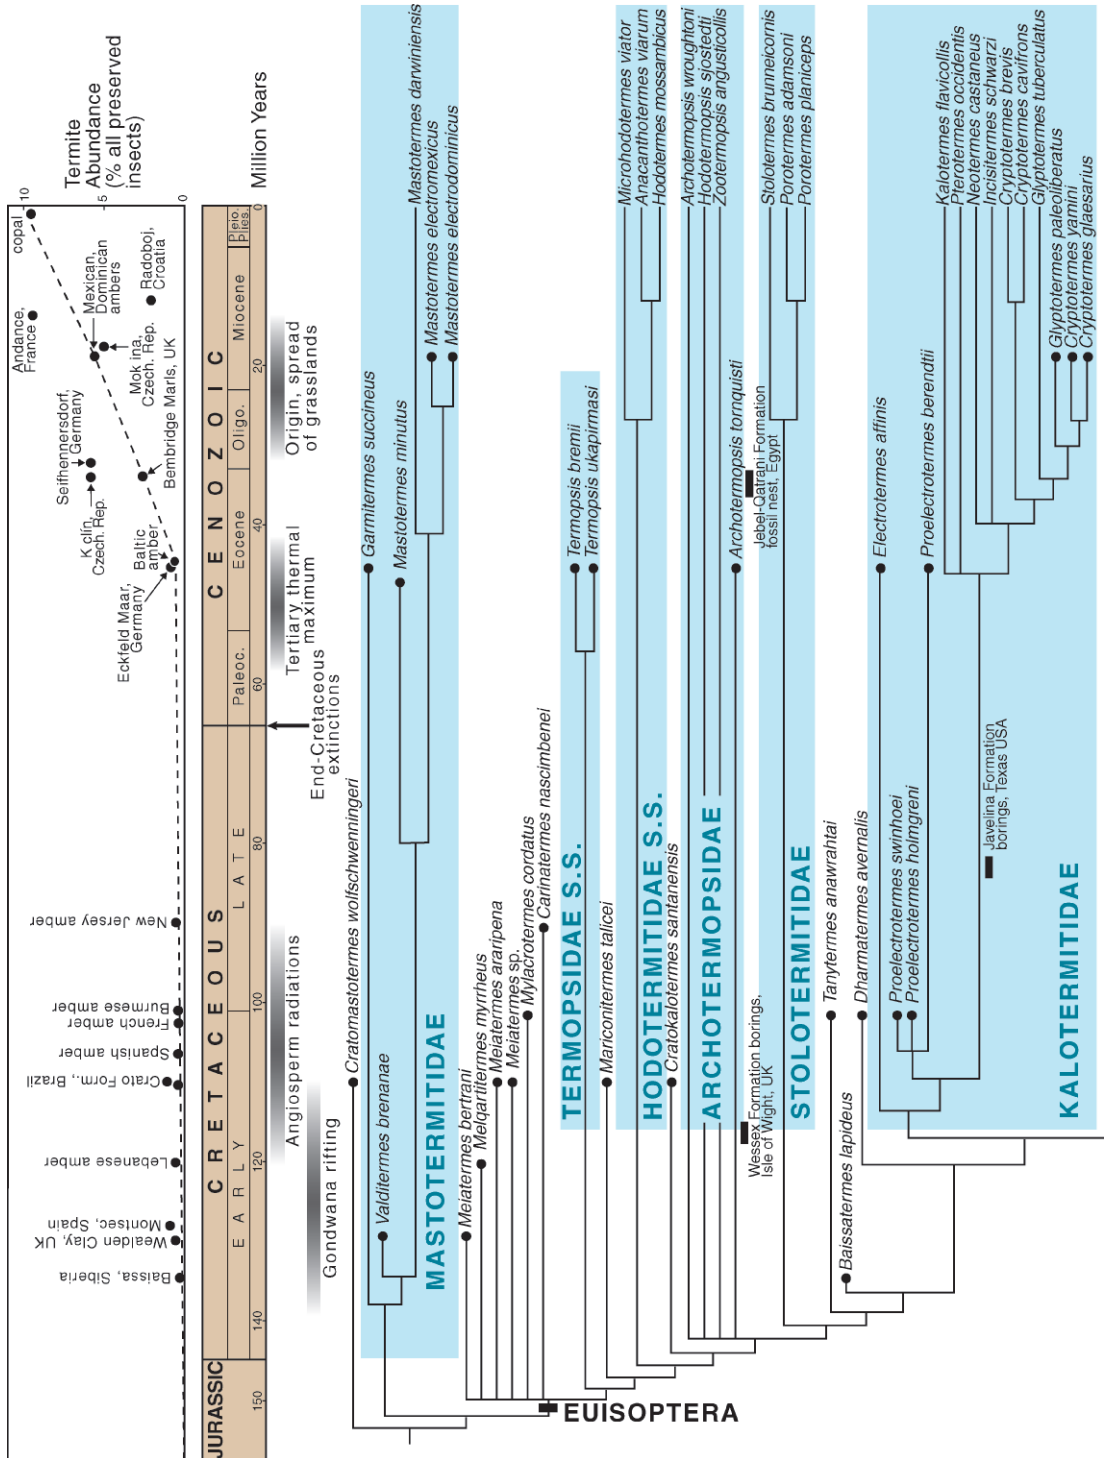 Termite
Abundance
(% all preserved
insects)
10
5
0
Million Years
copal
Andance,
France
Mexican,
Dominican
ambers
Radoboj,
Croatia
Mok ina,
Czech. Rep.
Seifhennersdorf,
Germany
Bembridge Marls, UK
K clín,
Czech. Rep.
Baltic
amber
Eckfeld Maar,
Germany
New Jersey amber
Burmese amber
French amber
Spanish amber
Crato Form., Brazil
Lebanese amber
Montsec, Spain
Wealden Clay, UK
Baissa, Siberia
JURASSIC
CRETACEOUS
CENOZOIC
EARLY
LATE
Paleoc.
Eocene
Oligo.
Miocene
Pleio.
Ples.
150
140
120
100
80
60
40
20
0
Gondwana rifting
Angiosperm radiations
End-Cretaceous
extinctions
Tertiary thermal
maximum
Origin, spread
of grasslands
Cratomastotermes wolfschwenningeri
Garmitermes succineus
Valditermes brenanae
Mastotermes minutus
Mastotermes darwiniensis
Mastotermes electromexicus
Mastotermes electrodominicus
MASTOTERMITIDAE
Meiatermes bertrani
Melqartitermes myrrheus
Meiatermes araripena
Meiatermes sp.
Mylacrotermes cordatus
Carinatermes nascimbenei
EUISOPTERA
TERMOPSIDAE S.S.
Termopsis bremii
Termopsis ukapirmasi
Mariconitermes talicei
HODOTERMITIDAE S.S.
Microhodotermes viator
Anacanthotermes viarum
Hodotermes mossambicus
Cratokalotermes santanensis
ARCHOTERMOPSIDAE
Archotermopsis wroughtoni
Hodotermopsis sjostedti
Zootermopsis angusticollis
Archotermopsis tornquisti
Wessex Formation borings,
Isle of Wight, UK
Jebel-Qatrani Formation
fossil nest, Egypt
STOLOTERMITIDAE
Stolotermes brunneicornis
Porotermes adamsoni
Porotermes planiceps
Tanytermes anawrahtai
Baissatermes lapideus
Dharmatermes avernalis
Electrotermes affinis
Proelectrotermes swinhoei
Proelectrotermes holmgreni
Proelectrotermes berendtii
Javelina Formation
borings, Texas USA
KALOTERMITIDAE
Kalotermes flavicollis
Pterotermes occidentis
Neotermes castaneus
Incisitermes schwarzi
Cryptotermes brevis
Cryptotermes cavifrons
Glyptotermes tuberculatus
Glyptotermes paleoliberatus
Cryptotermes yamini
Cryptotermes glaesarius